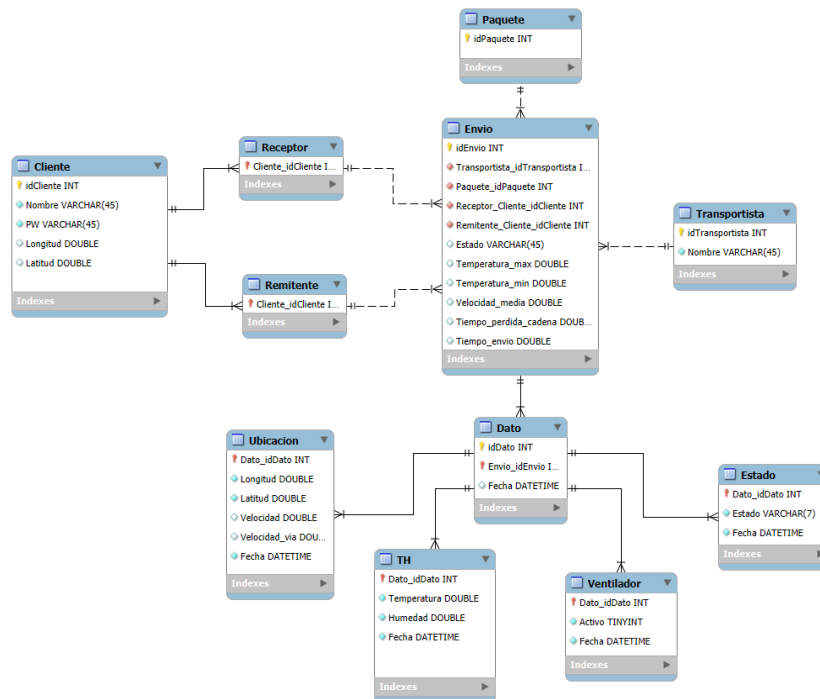 Paquete
idPaquete INT
Indexes
Envio
idEnvio INT
Transportista_idTransportista I...
Paquete_idPaquete INT
Receptor_Cliente_idCliente INT
Remitente_Cliente_idCliente INT
Estado VARCHAR(45)
Temperatura_max DOUBLE
Temperatura_min DOUBLE
Velocidad_media DOUBLE
Tiempo_perdida_cadena DOUB...
Tiempo_envio DOUBLE
Indexes
Receptor
Cliente_idCliente I...
Indexes
Cliente
idCliente INT
Nombre VARCHAR(45)
PW VARCHAR(45)
Longitud DOUBLE
Latitud DOUBLE
Indexes
Remitente
Cliente_idCliente I...
Indexes
Transportista
idTransportista INT
Nombre VARCHAR(45)
Indexes
Dato
idDato INT
Envio_idEnvio I...
Fecha DATETIME
Indexes
Ubicacion
Dato_idDato INT
Longitud DOUBLE
Latitud DOUBLE
Velocidad DOUBLE
Velocidad_via DOU...
Fecha DATETIME
Indexes
Estado
Dato_idDato INT
Estado VARCHAR(7)
Fecha DATETIME
Indexes
TH
Dato_idDato INT
Temperatura DOUBLE
Humedad DOUBLE
Fecha DATETIME
Indexes
Ventilador
Dato_idDato INT
Activo TINYINT
Fecha DATETIME
Indexes